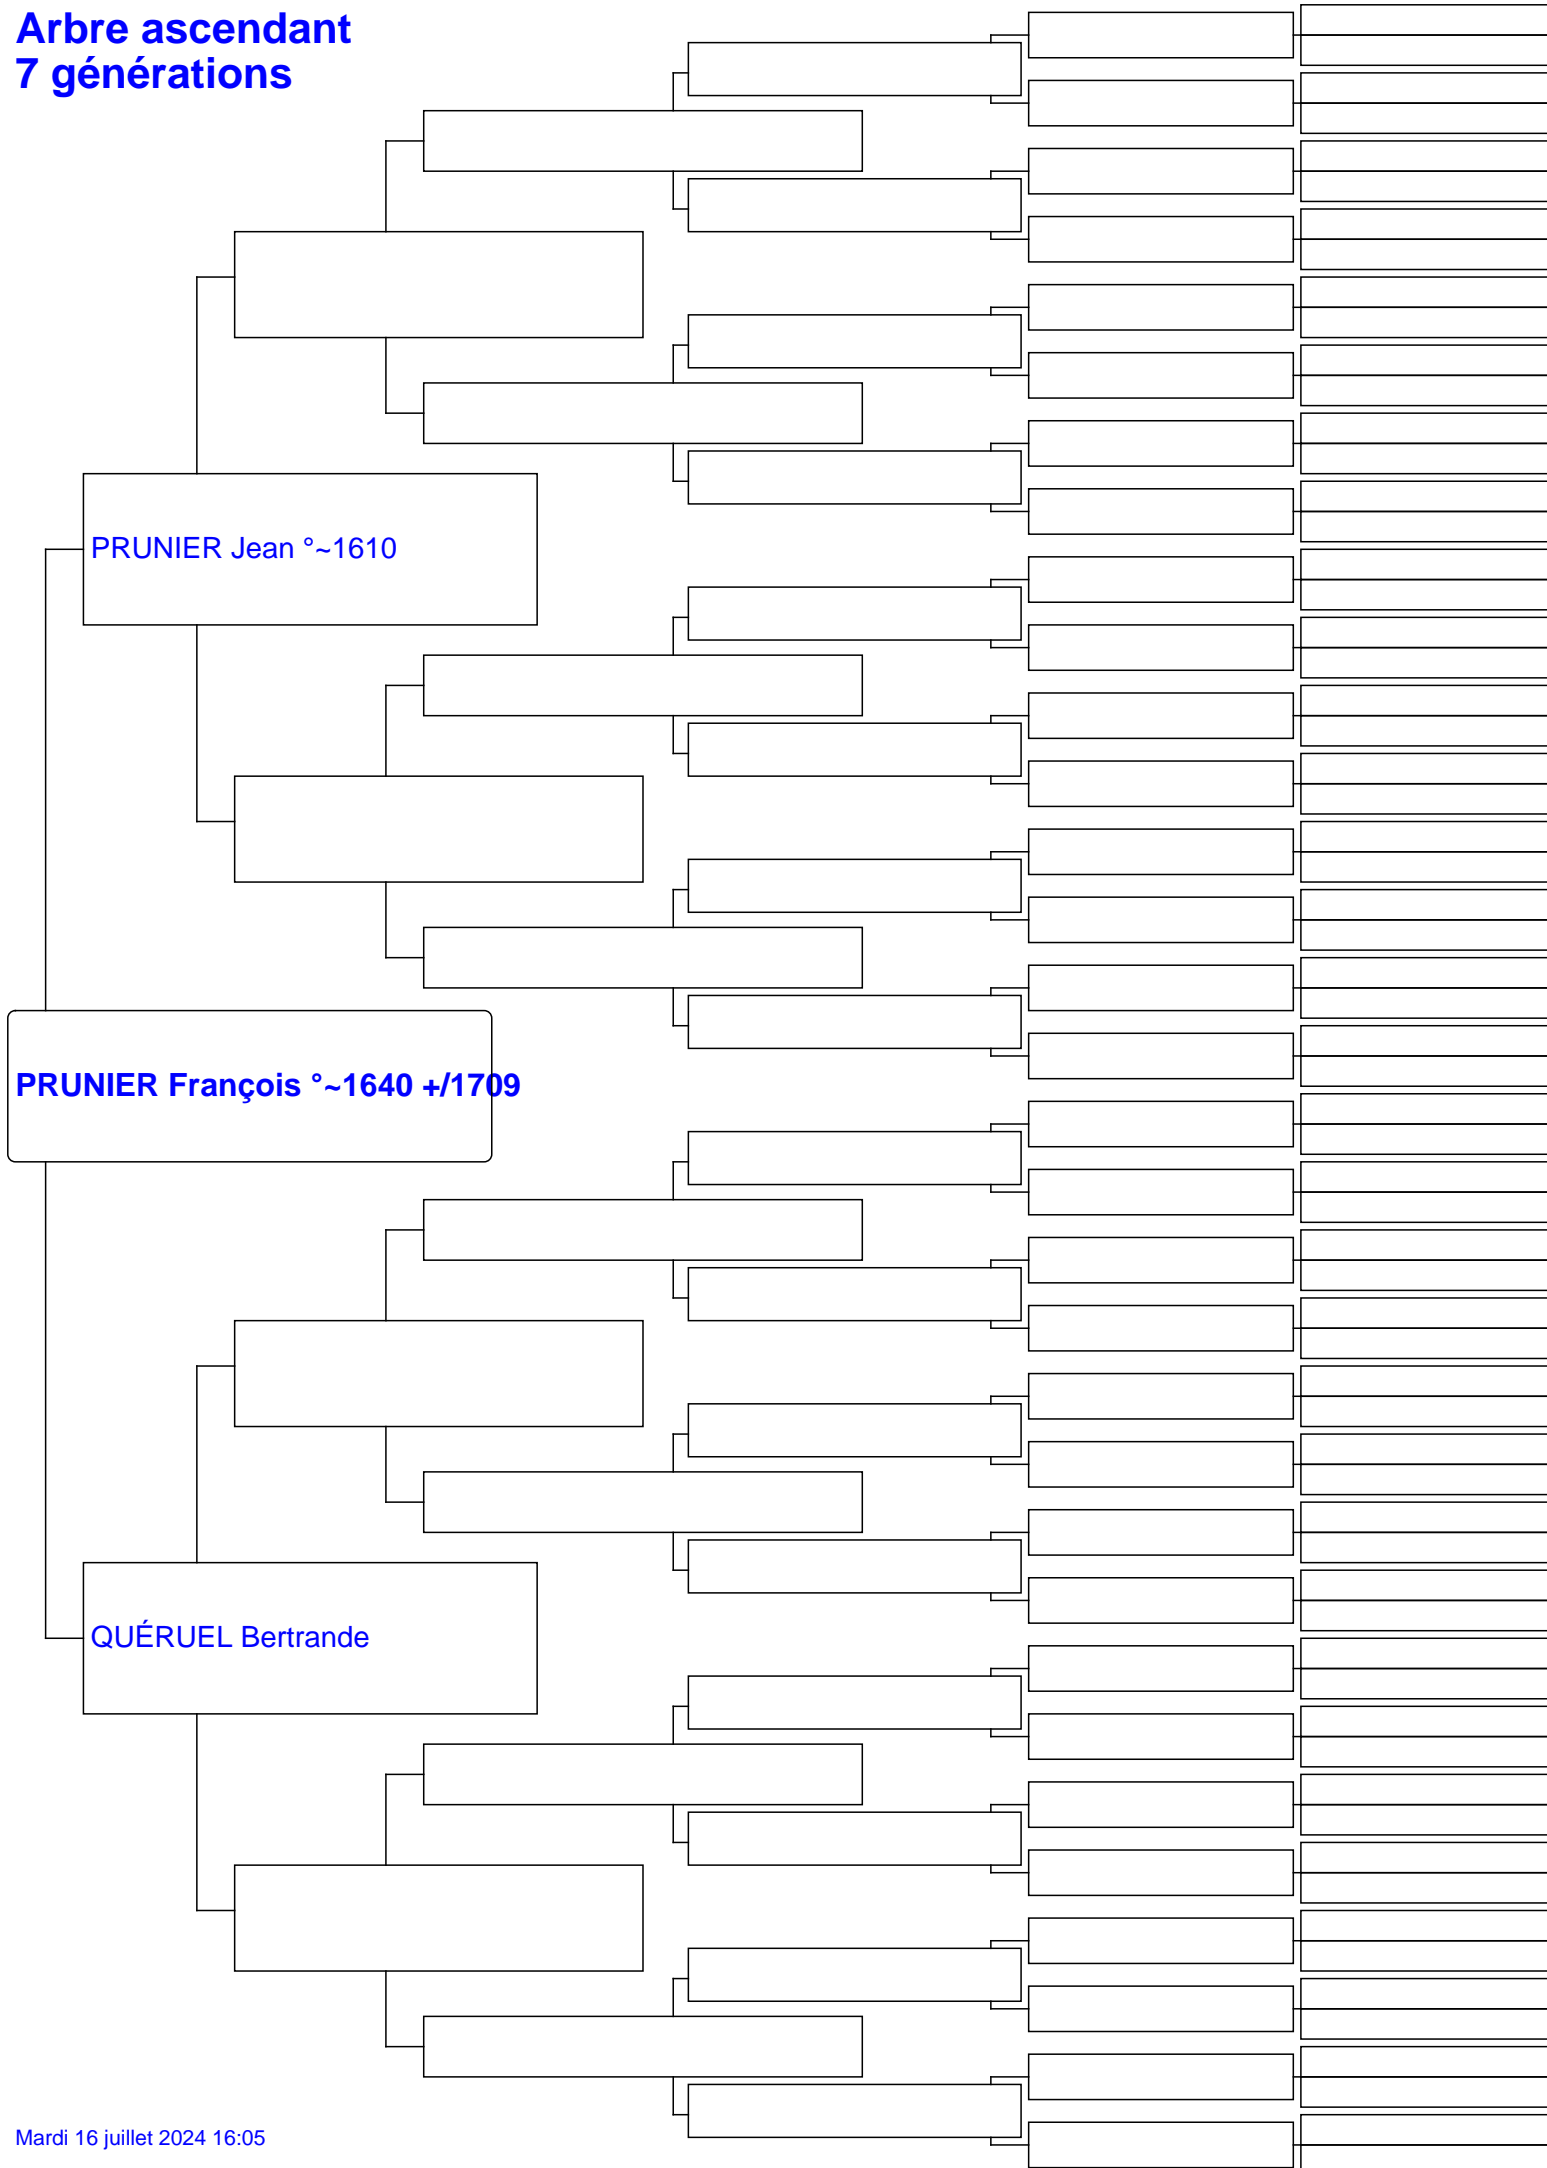 Arbre ascendant
7 générations
PRUNIER Jean °~1610
PRUNIER François °~1640 +/1709
QUÉRUEL Bertrande
Mardi 16 juillet 2024 16:05